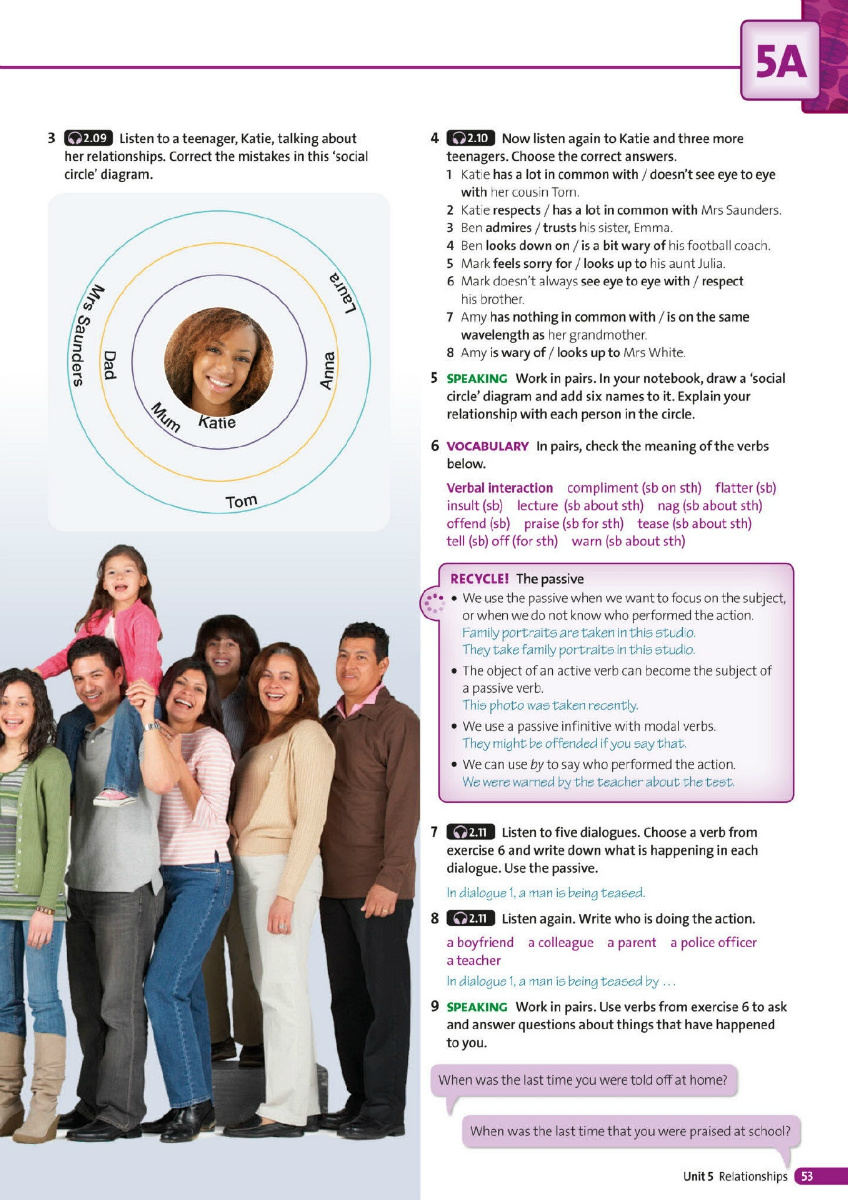 5A
3 2.09 Listen to a teenager, Katie, talking about
her relationships. Correct the mistakes in this ‘social
circle’ diagram.
Mrs Saunders
Laura
Dad
Anna
Mum
Katie
Tom
4 2.10 Now listen again to Katie and three more
teenagers. Choose the correct answers.
1 Katie has a lot in common with / doesn’t see eye to eye
with her cousin Tom.
2 Katie respects / has a lot in common with Mrs Saunders.
3 Ben admires / trusts his sister, Emma.
4 Ben looks down on / is a bit wary of his football coach.
5 Mark feels sorry for / looks up to his aunt Julia.
6 Mark doesn’t always see eye to eye with / respect
his brother.
7 Amy has nothing in common with / is on the same
wavelength as her grandmother.
8 Amy is wary of / looks up to Mrs White.
5 SPEAKING Work in pairs. In your notebook, draw a ‘social
circle’ diagram and add six names to it. Explain your
relationship with each person in the circle.
6 VOCABULARY In pairs, check the meaning of the verbs
below.
Verbal interaction compliment (sb on sth) flatter (sb)
insult (sb) lecture (sb about sth) nag (sb about sth)
offend (sb) praise (sb for sth) tease (sb about sth)
tell (sb) off (for sth) warn (sb about sth)
RECYCLE! The passive
• We use the passive when we want to focus on the subject,
or when we do not know who performed the action.
Family portraits are taken in this studio.
They take family portraits in this studio.
• The object of an active verb can become the subject of
a passive verb.
This photo was taken recently.
• We use a passive infinitive with modal verbs.
They might be offended if you say that.
• We can use by to say who performed the action.
We were warned by the teacher about the test.
7 2.11 Listen to five dialogues. Choose a verb from
exercise 6 and write down what is happening in each
dialogue. Use the passive.
In dialogue 1, a man is being teased.
8 2.11 Listen again. Write who is doing the action.
a boyfriend a colleague a parent a police officer
a teacher
In dialogue 1, a man is being teased by …
9 SPEAKING Work in pairs. Use verbs from exercise 6 to ask
and answer questions about things that have happened
to you.
When was the last time you were told off at home?
When was the last time that you were praised at school?
Unit 5 Relationships 53